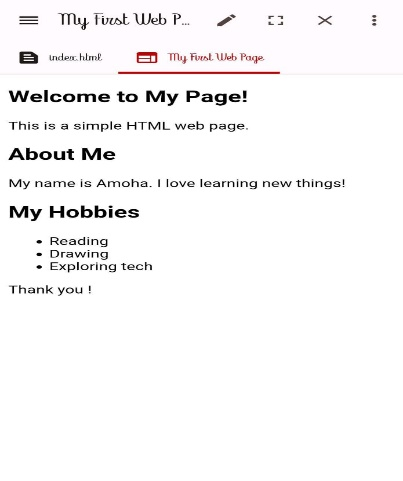 My First Web P...
index.html
My First Web Page
Welcome to My Page!
This is a simple HTML web page.
About Me
My name is Amoha. I love learning new things!
My Hobbies
• Reading
• Drawing
• Exploring tech
Thank you !